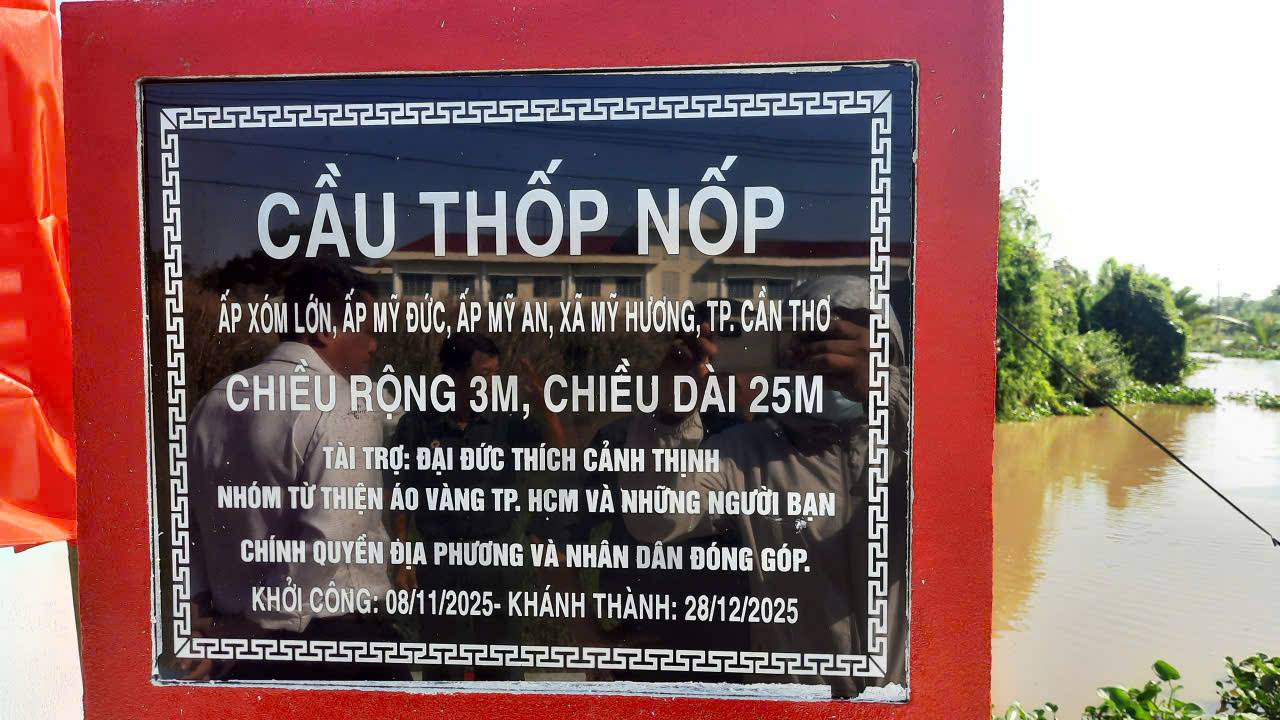 CẦU THỐP NỐP
ẤP XÓM LỚN, ẤP MỸ ĐỨC, ẤP MỸ AN, XÃ MỸ HƯƠNG, TP. CẦN THƠ
CHIỀU RỘNG 3M, CHIỀU DÀI 25M
TÀI TRỢ: ĐẠI ĐỨC THÍCH CẢNH THỊNH
NHÓM TỪ THIỆN ÁO VÀNG TP. HCM VÀ NHỮNG NGƯỜI BẠN
CHÍNH QUYỀN ĐỊA PHƯƠNG VÀ NHÂN DÂN ĐÓNG GÓP.
KHỞI CÔNG: 08/11/2025- KHÁNH THÀNH: 28/12/2025